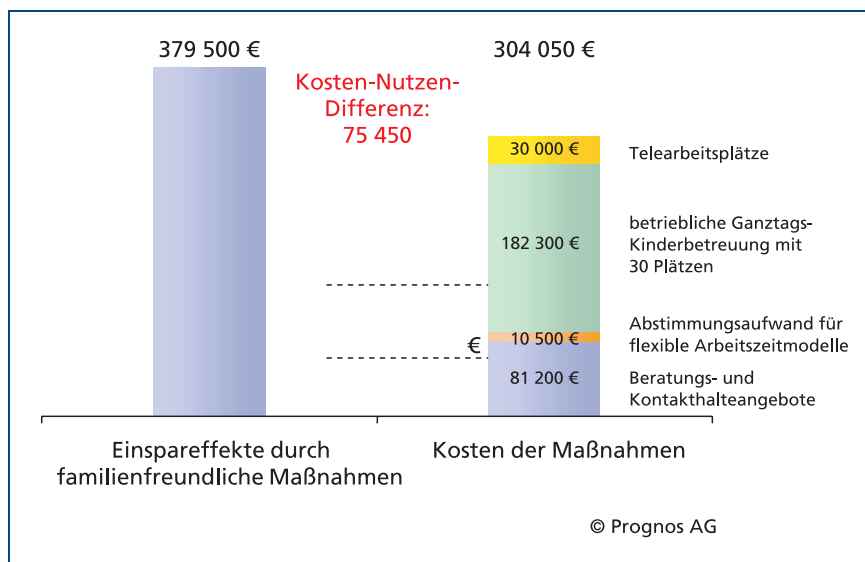 379 500 €
304 050 €
Kosten-Nutzen-
Differenz:
75 450
30 000 €
Telearbeitsplätze
182 300 €
betriebliche Ganztags-
Kinderbetreuung mit
30 Plätzen
€
10 500 €
Abstimmungsaufwand für
flexible Arbeitszeitmodelle
81 200 €
Beratungs- und
Kontakthalteangebote
Einspareffekte durch
familienfreundliche Maßnahmen
Kosten der Maßnahmen
© Prognos AG